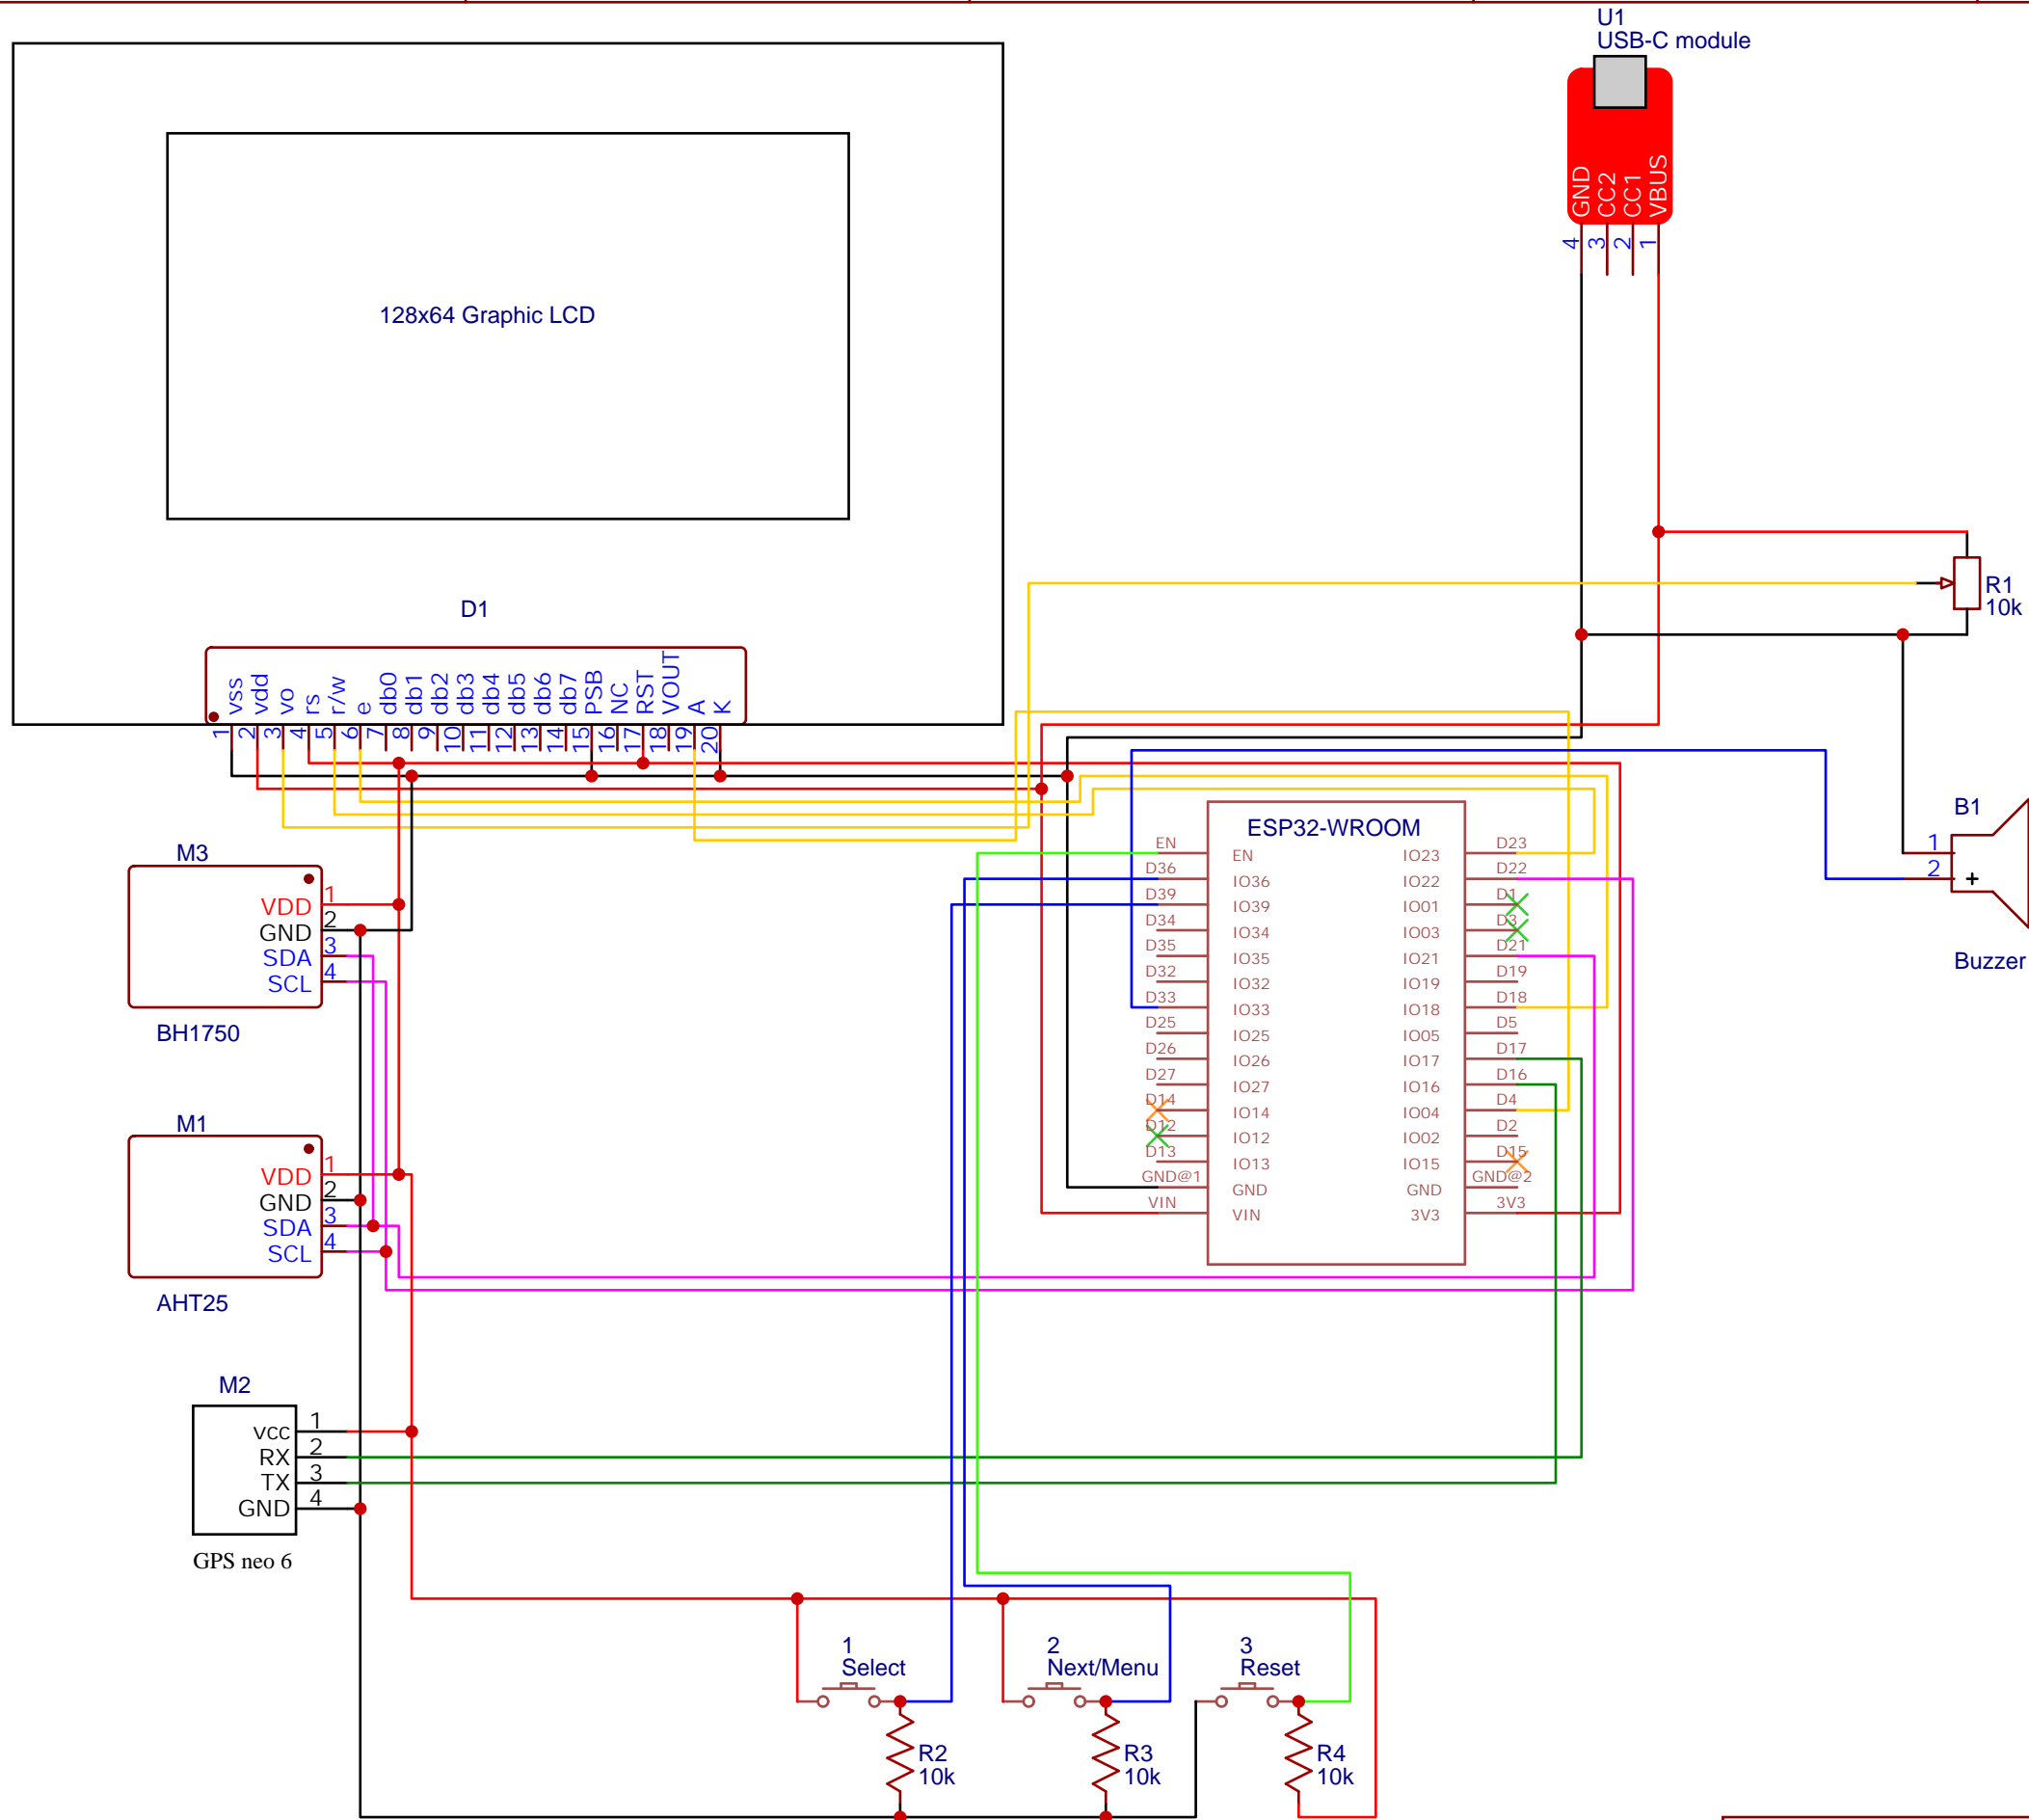 U1
USB-C module
GND
CC2
CC1
VBUS
4
3
2
1
128x64 Graphic LCD
R1
10k
D1
vss
vdd
vo
rs
r/w
e
db0
db1
db2
db3
db4
db5
db6
db7
PSB
NC
RST
VOUT
A
K
1
2
3
4
5
6
7
8
9
10
11
12
13
14
15
16
17
18
19
20
B1
1
2
+
Buzzer
ESP32-WROOM
EN
D36
D39
D34
D35
D32
D33
D25
D26
D27
D14
D12
D13
GND@1
VIN
EN
IO36
IO39
IO34
IO35
IO32
IO33
IO25
IO26
IO27
IO14
IO12
IO13
GND
VIN
IO23
IO22
IO01
IO03
IO21
IO19
IO18
IO05
IO17
IO16
IO04
IO02
IO15
GND
3V3
D23
D22
D1
D3
D21
D19
D18
D5
D17
D16
D4
D2
D15
GND@2
3V3
M3
VDD 1
GND 2
SDA 3
SCL 4
BH1750
M1
VDD 1
GND 2
SDA 3
SCL 4
AHT25
M2
VCC 1
RX 2
TX 3
GND 4
GPS neo 6
1
Select
2
Next/Menu
3
Reset
R2
10k
R3
10k
R4
10k